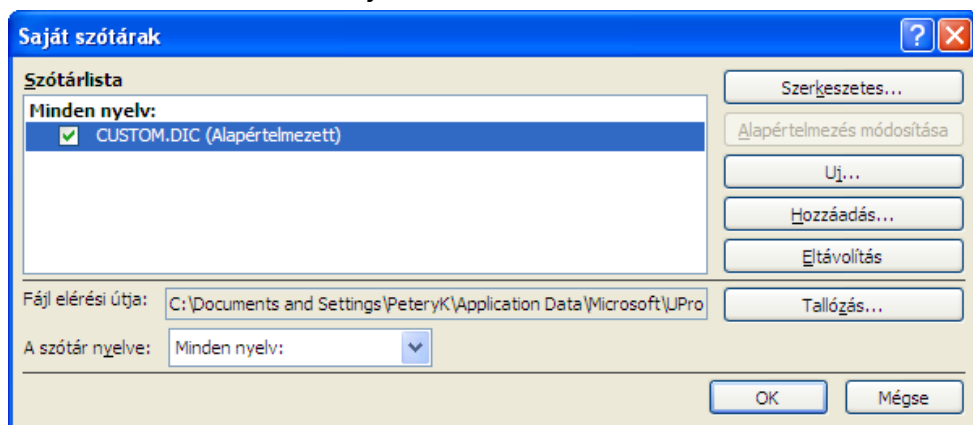 Saját szótárak
Szótárlista
Minden nyelv:
CUSTOM.DIC (Alapértelmezett)
Szerkeszetes...
Alapértelmezés módosítása
Uj...
Hozzáadás...
Eltávolítás
Fájl elérési útja:
C:\Documents and Settings\PeteryK\Application Data\Microsoft\UPro
Tallózás...
A szótár nyelve:
Minden nyelv:
OK
Mégse